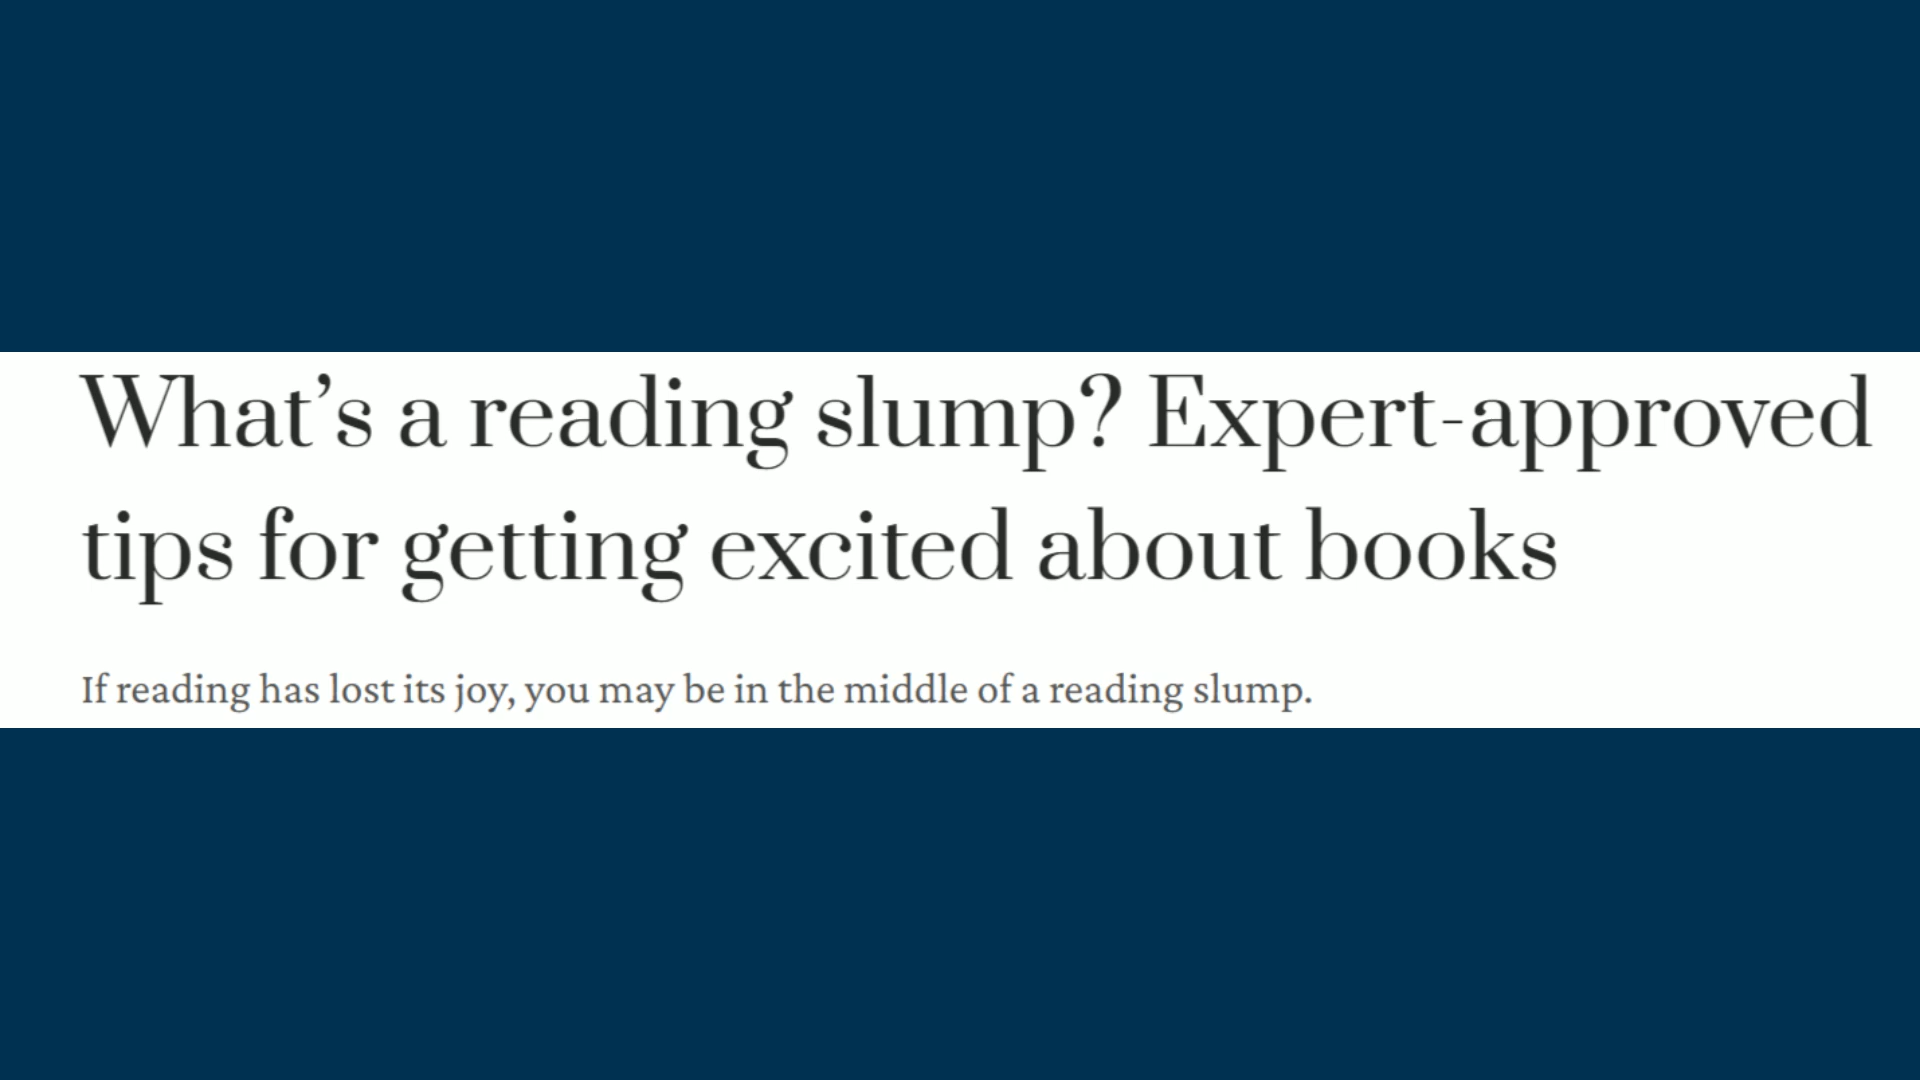 What’s a reading slump? Expert-approved
tips for getting excited about books
If reading has lost its joy, you may be in the middle of a reading slump.